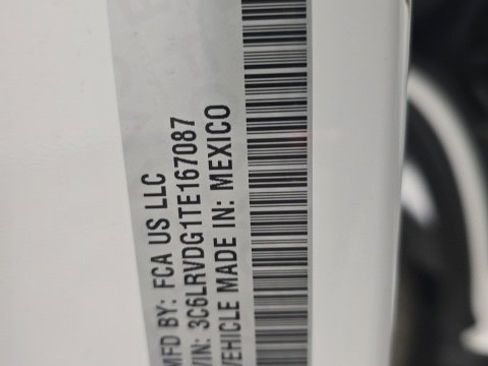 MFD BY: FCA US LLC
VIN: 3C6LRVDG1TE167087
VEHICLE MADE IN: MEXICO